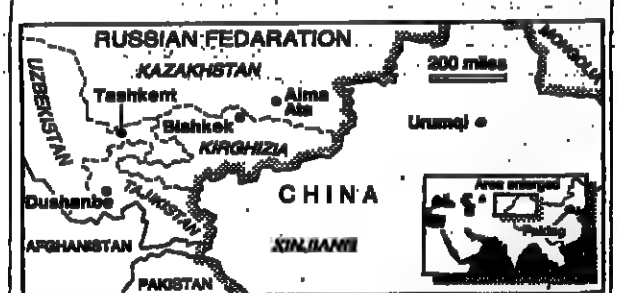 RUSSIAN FEDARATION
KAZAKHSTAN
MONGOLIA
200 miles
UZBEKISTAN
Tashkent
Alma
Ata
Bishkek
Urumqi
KIRGHIZIA
CHINA
Area enlarged
Dushanbe
TAJIKISTAN
Peking
AFGHANISTAN
XINJIANG
PAKISTAN